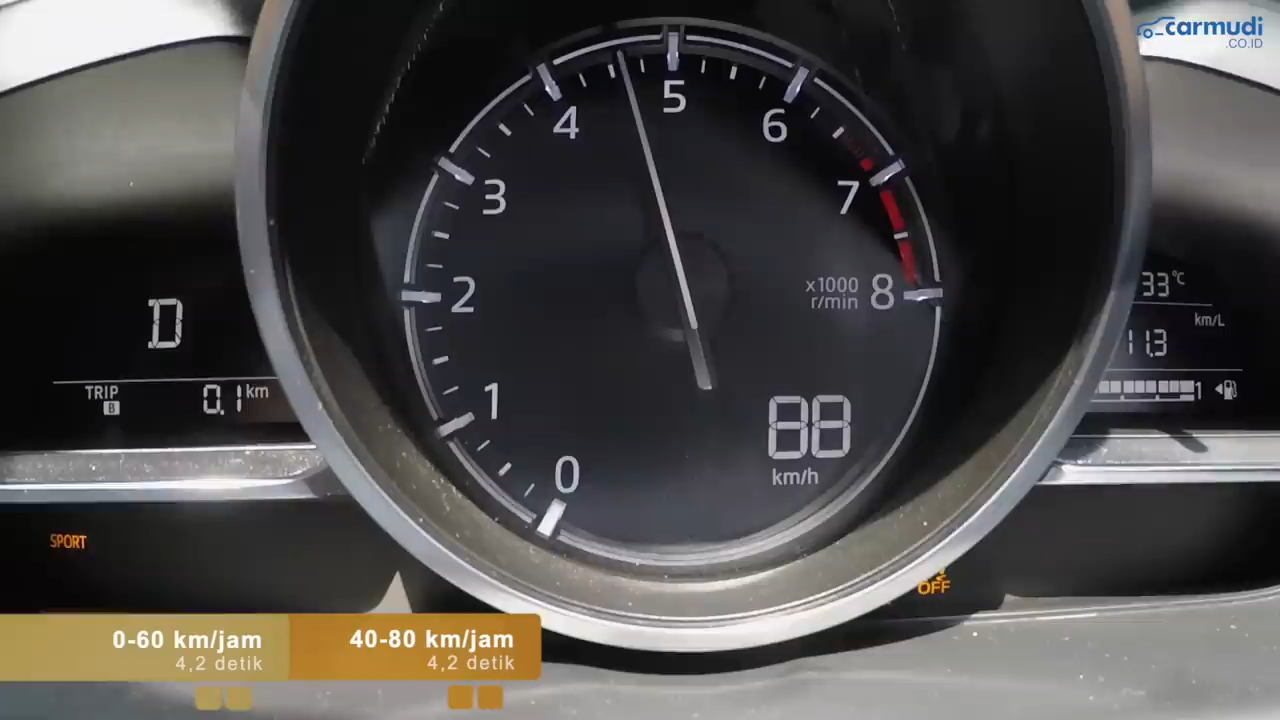 carmudi
.CO.ID
0
1
2
3
4
5
6
7
8
x1000
r/min
88
km/h
D
TRIP
B
0.1 km
33°C
km/L
11.3
1
SPORT
OFF
0-60 km/jam
4,2 detik
40-80 km/jam
4,2 detik